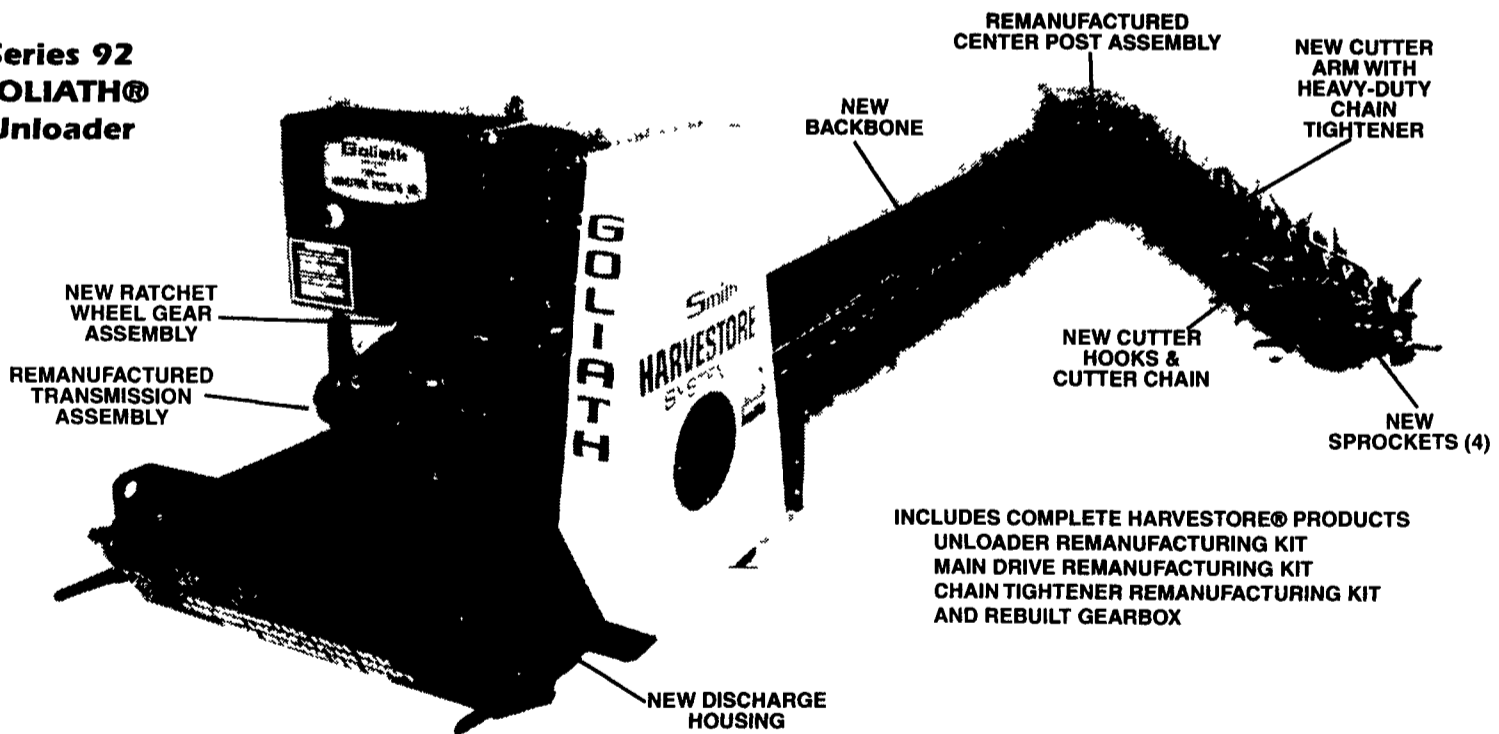 Series 92
GOLIATH®
Unloader
REMANUFACTURED
CENTER POST ASSEMBLY
NEW CUTTER
ARM WITH
HEAVY-DUTY
CHAIN
TIGHTENER
NEW
BACKBONE
Goliath
GOLIATH
Smith
HARVESTORE
SYSTEM
NEW RATCHET
WHEEL GEAR
ASSEMBLY
REMANUFACTURED
TRANSMISSION
ASSEMBLY
NEW CUTTER
HOOKS &
CUTTER CHAIN
NEW
SPROCKETS (4)
INCLUDES COMPLETE HARVESTORE® PRODUCTS
UNLOADER REMANUFACTURING KIT
MAIN DRIVE REMANUFACTURING KIT
CHAIN TIGHTENER REMANUFACTURING KIT
AND REBUILT GEARBOX
NEW DISCHARGE
HOUSING